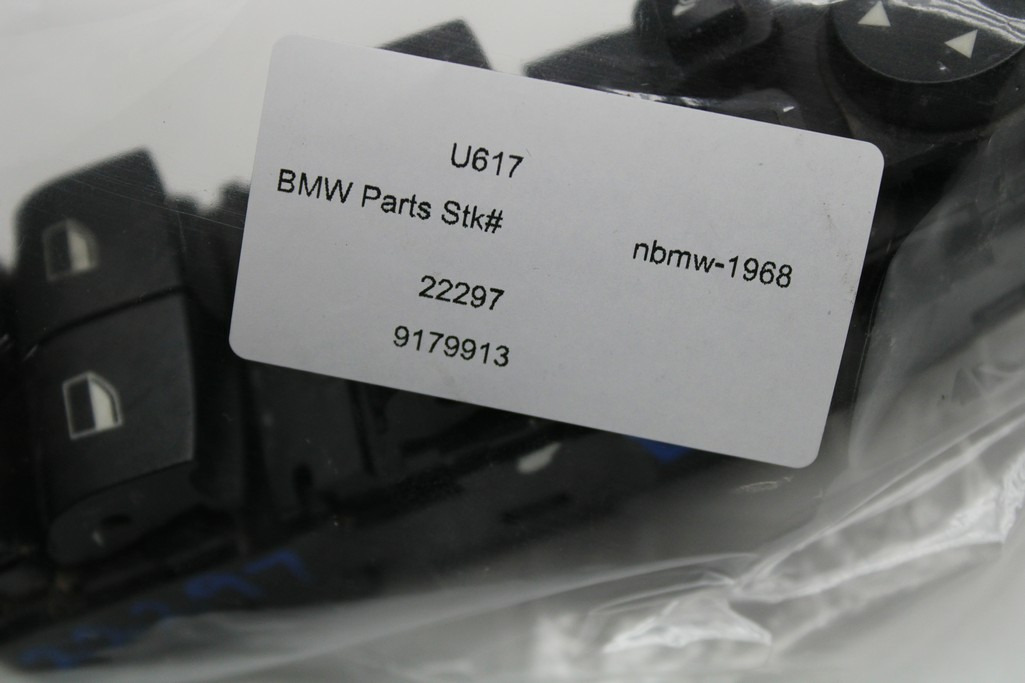 U617
BMW Parts Stk#
nbmw-1968
22297
9179913